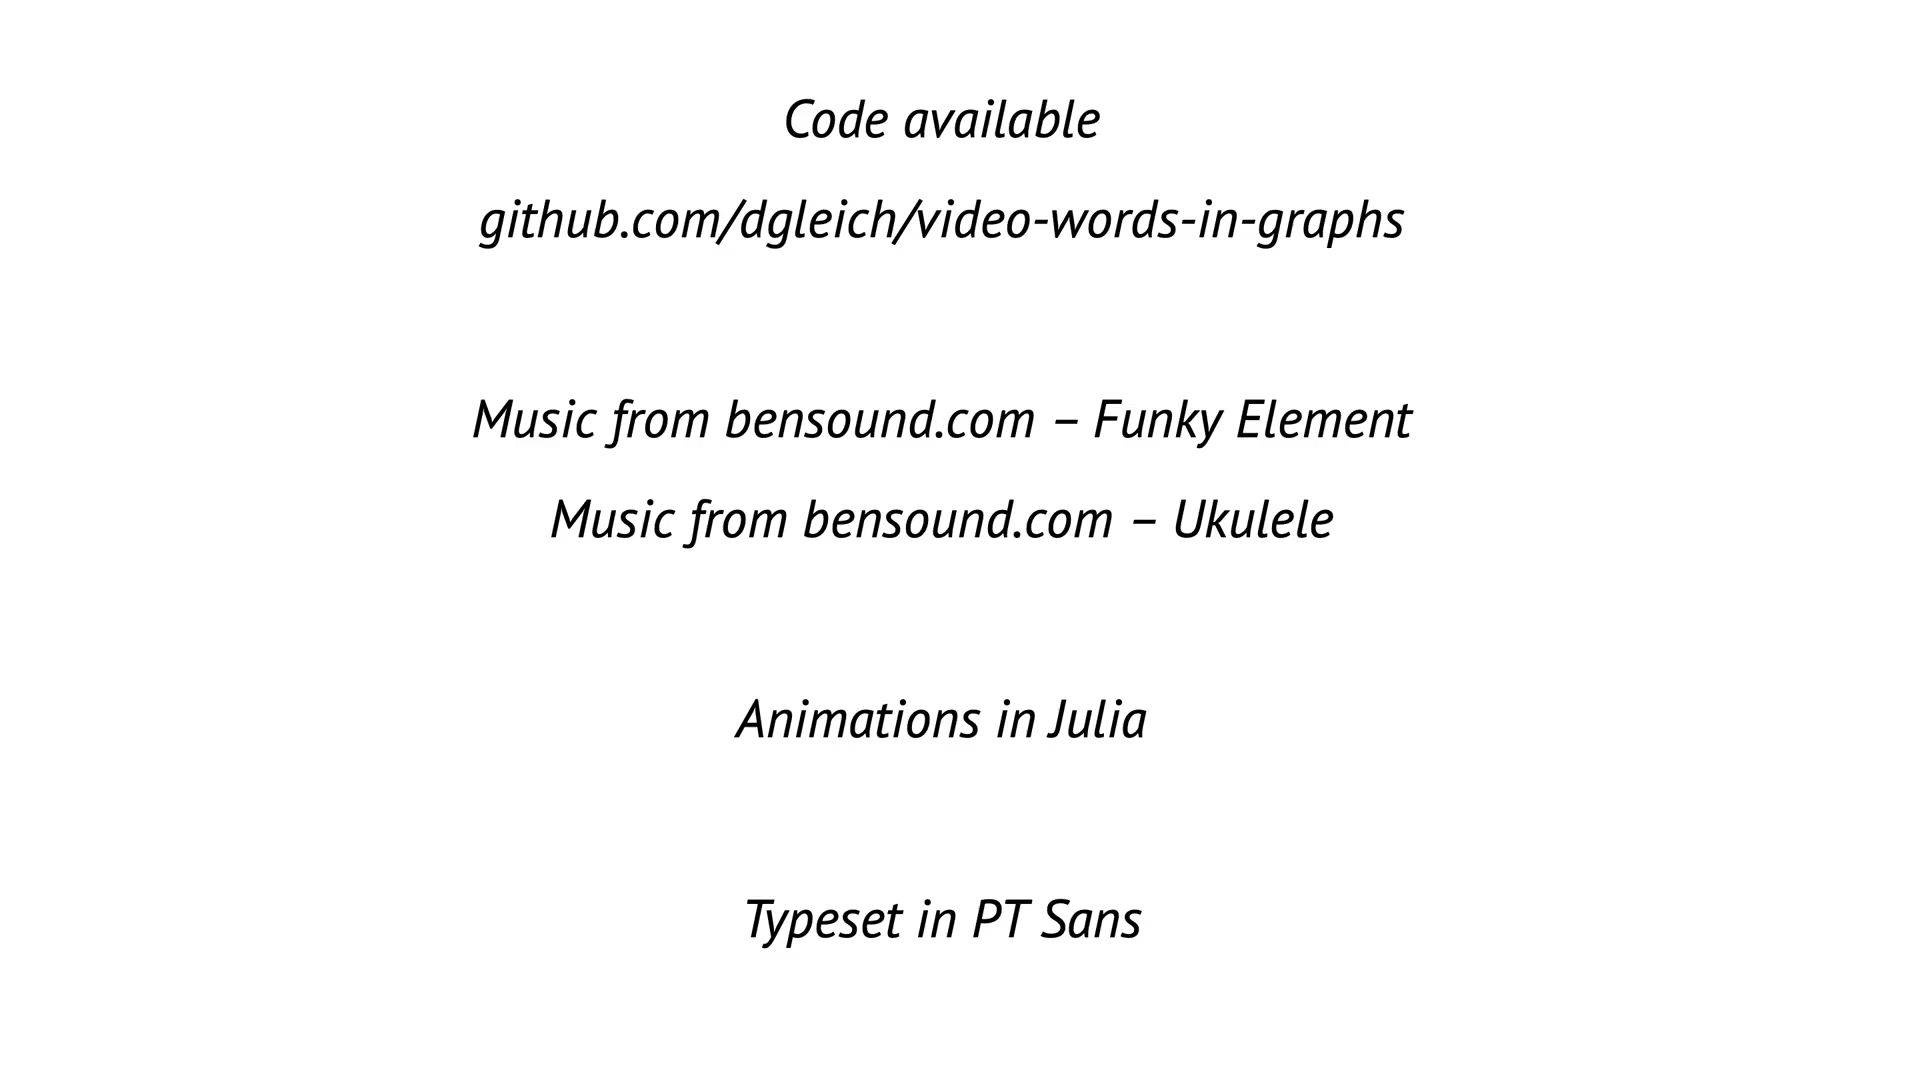 Code available
github.com/dgleich/video-words-in-graphs
Music from bensound.com – Funky Element
Music from bensound.com – Ukulele
Animations in Julia
Typeset in PT Sans